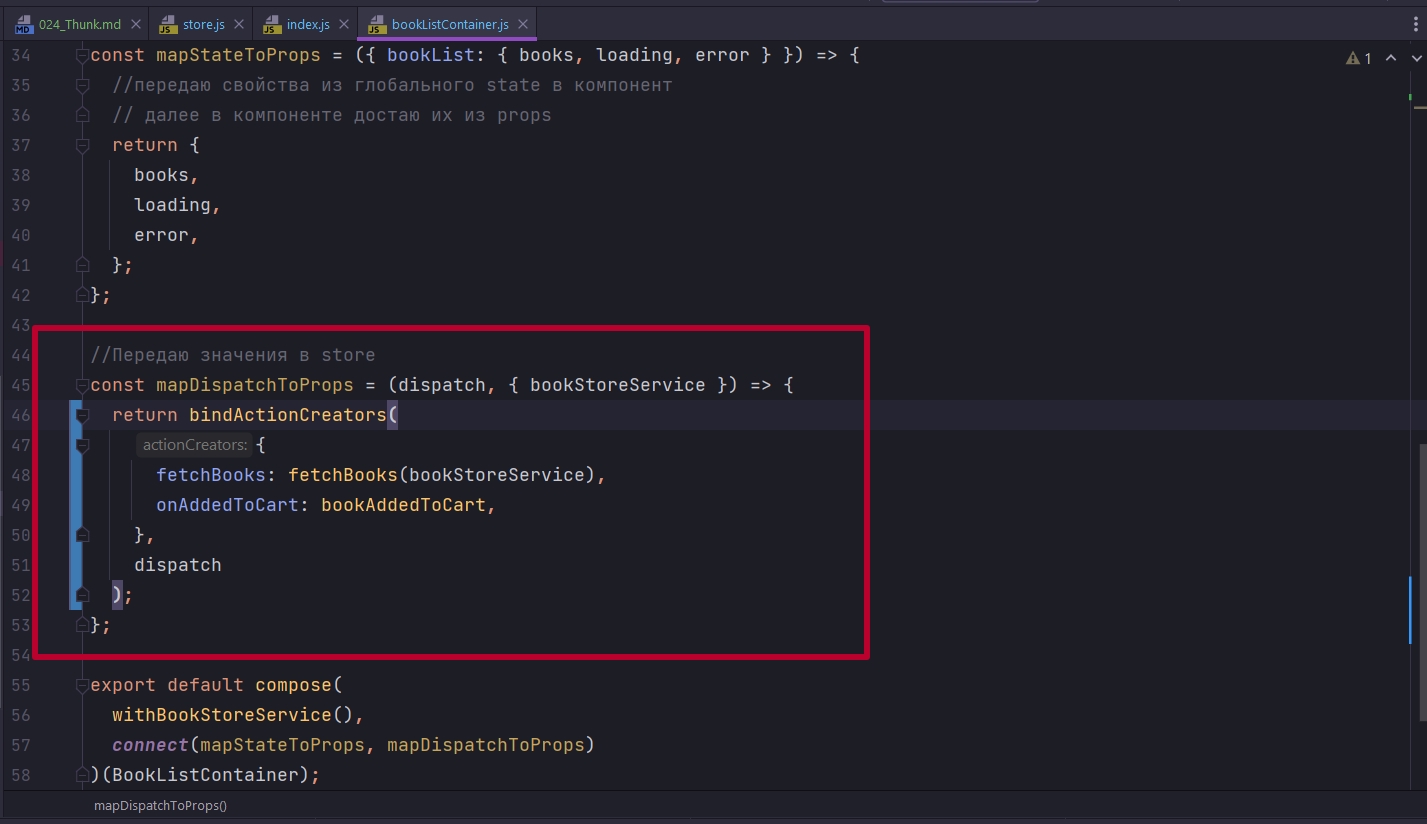 024_Thunk.md
store.js
index.js
bookListContainer.js
1
34 const mapStateToProps = ({ bookList: { books, loading, error } }) => {
35 //передаю свойства из глобального state в компонент
36 // далее в компоненте достаю их из props
37 return {
38 books,
39 loading,
40 error,
41 };
42 };
43
44 //Передаю значения в store
45 const mapDispatchToProps = (dispatch, { bookStoreService }) => {
46 return bindActionCreators(
47 actionCreators: {
48 fetchBooks: fetchBooks(bookStoreService),
49 onAddedToCart: bookAddedToCart,
50 },
51 dispatch
52 );
53 };
54
55 export default compose(
56 withBookStoreService(),
57 connect(mapStateToProps, mapDispatchToProps)
58 )(BookListContainer);
mapDispatchToProps()